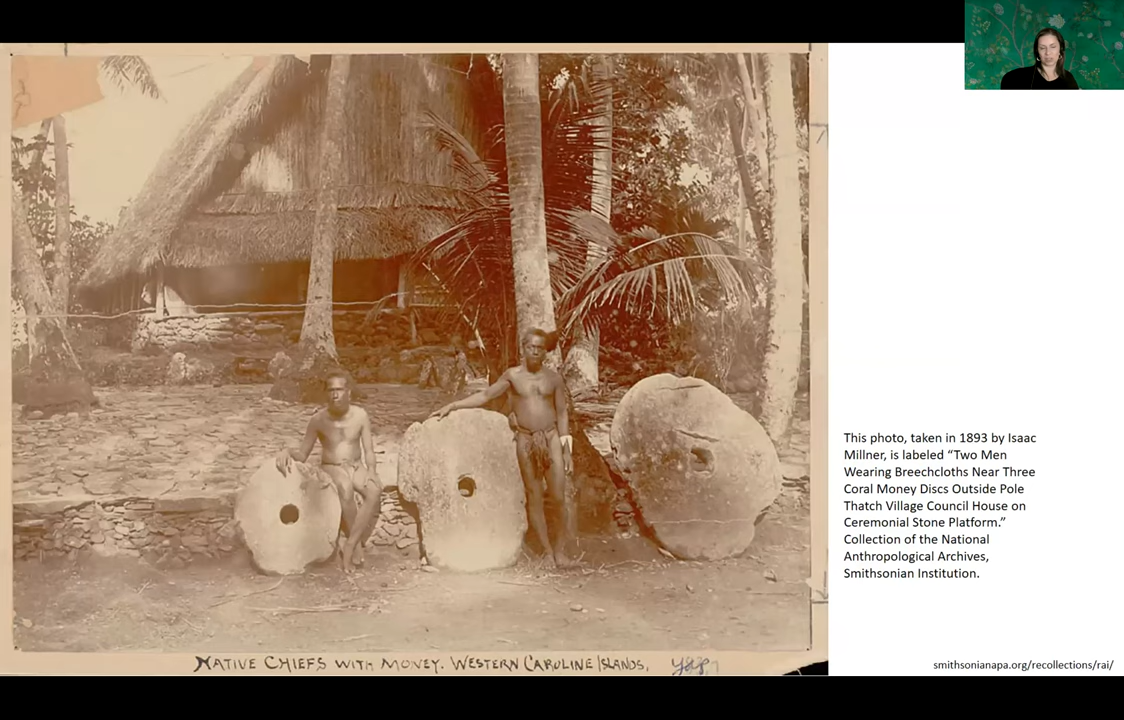 This photo, taken in 1893 by Isaac
Millner, is labeled “Two Men
Wearing Breechcloths Near Three
Coral Money Discs Outside Pole
Thatch Village Council House on
Ceremonial Stone Platform.”
Collection of the National
Anthropological Archives,
Smithsonian Institution.
NATIVE CHIEFS WITH MONEY. WESTERN CAROLINE ISLANDS, Yap
smithsonianapa.org/recollections/rai/